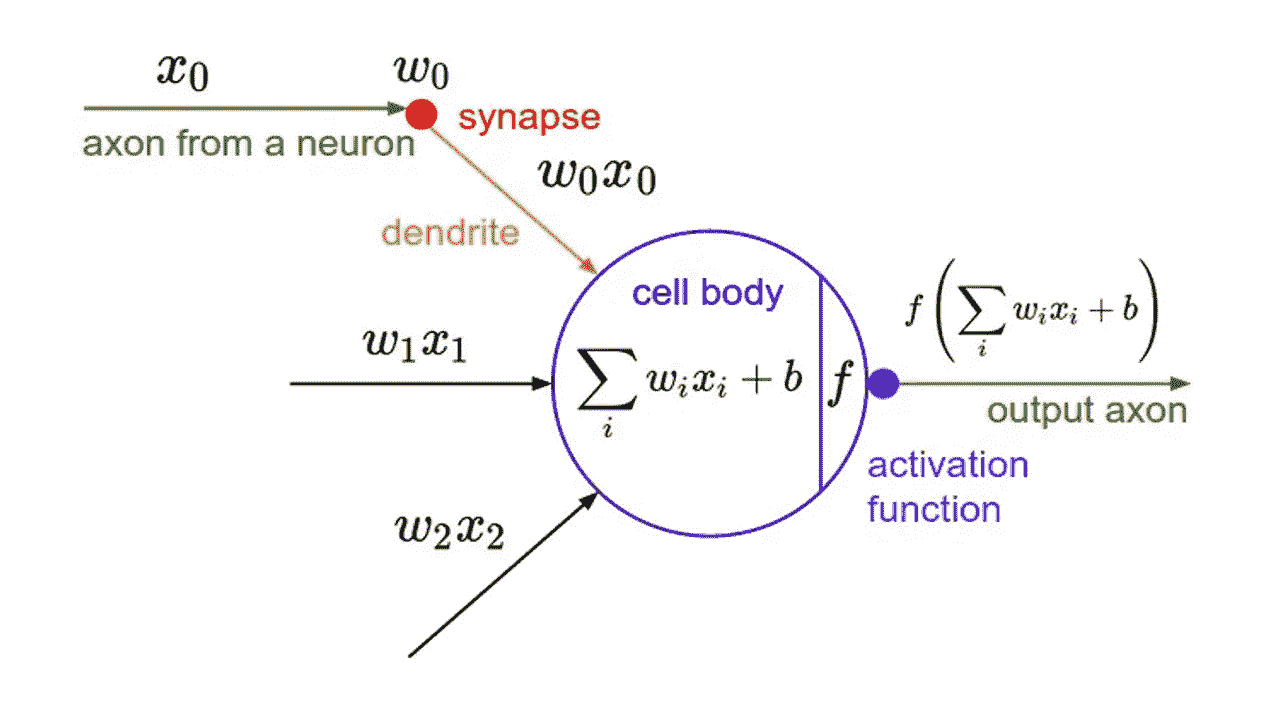 x₀
w₀
axon from a neuron
synapse
w₀x₀
dendrite
cell body
f(∑ᵢ wᵢxᵢ + b)
w₁x₁
∑ᵢ wᵢxᵢ + b
f
output axon
activation
function
w₂x₂